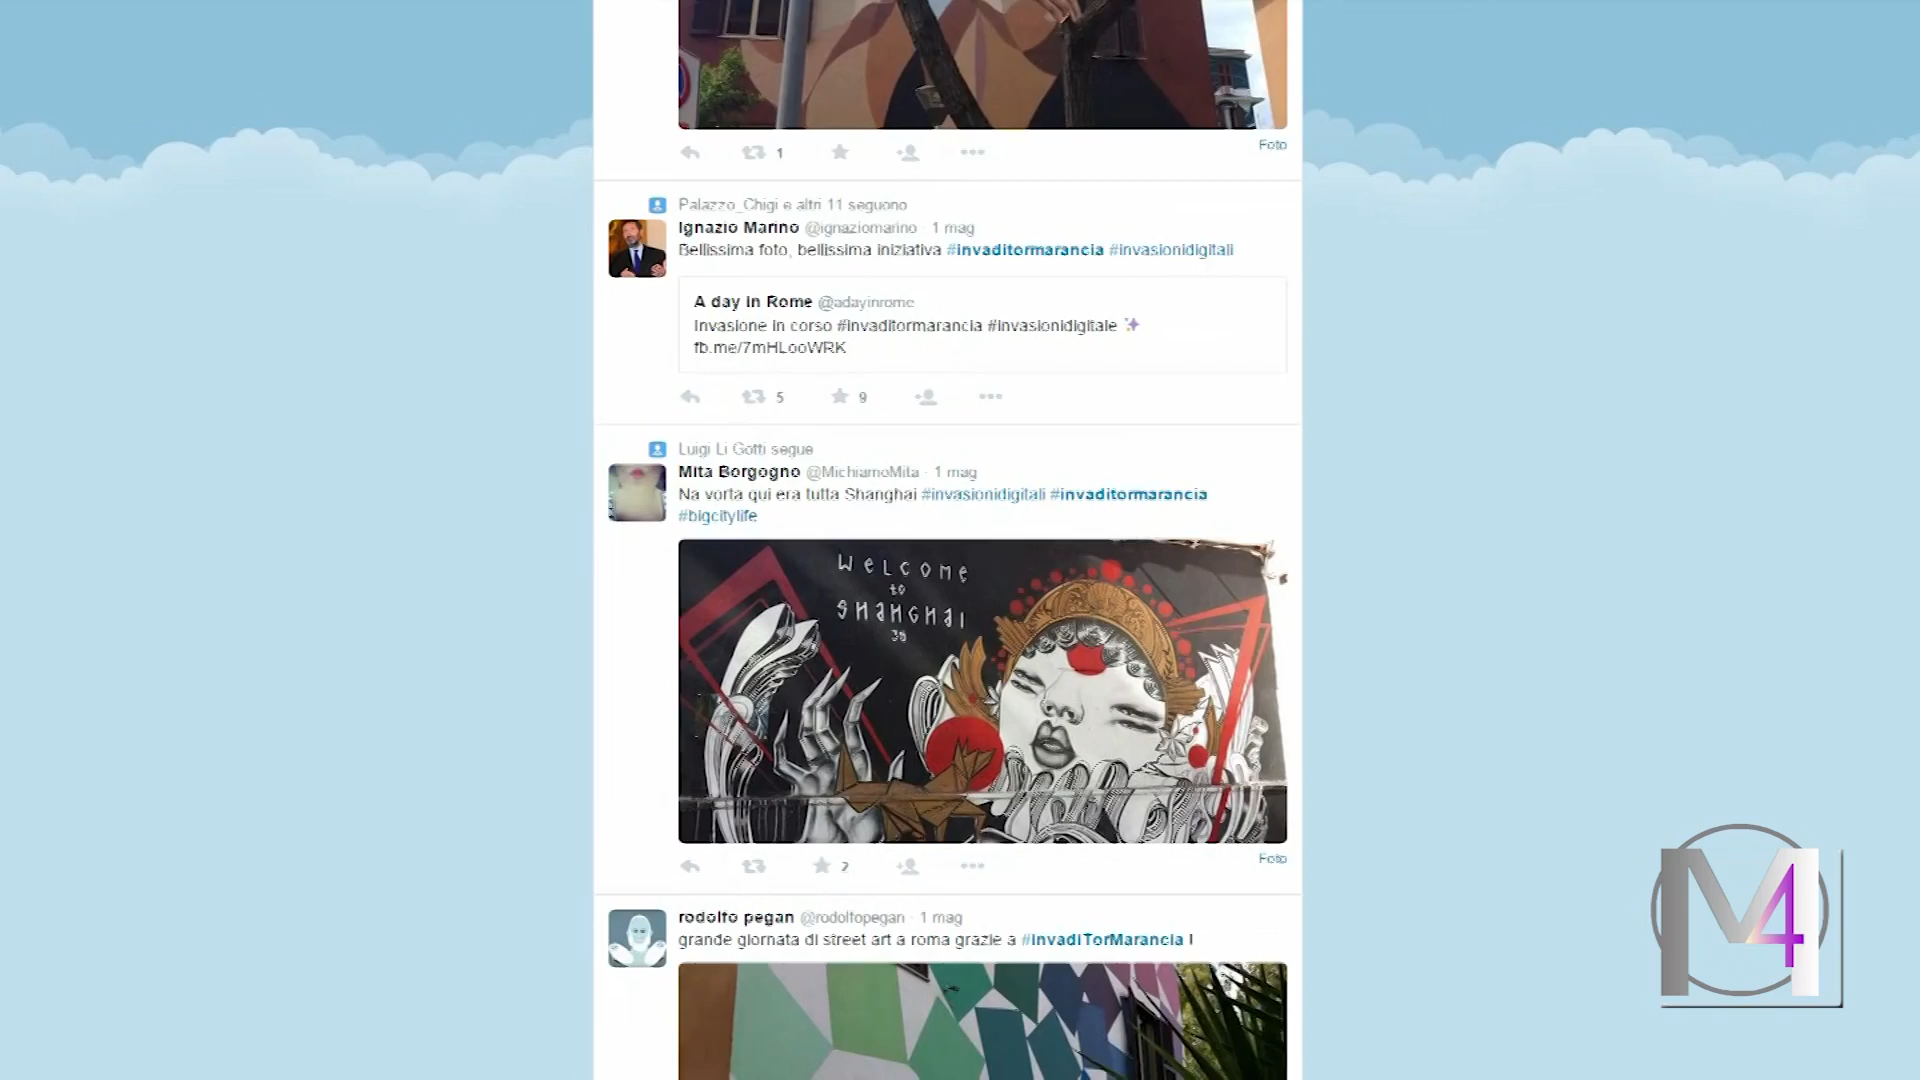 Foto
1
Palazzo_Chigi e altri 11 seguono
Ignazio Marino @ignaziomarino · 1 mag
Bellissima foto, bellissima iniziativa #invaditormarancia #invasionidigitali
A day in Rome @adayinrome
Invasione in corso #invaditormarancia #invasionidigitale
fb.me/7mHLooWRK
5 9
Luigi Li Gotti segue
Mita Borgogno @MichiamoMita · 1 mag
Na vorta qui era tutta Shanghai #invasionidigitali #invaditormarancia
#bigcitylife
WELCOME
to
SHANGHAI
35
2
Foto
rodolfo pegan @rodolfopegan · 1 mag
grande giornata di street art a roma grazie a #InvadiTorMarancia !
M4